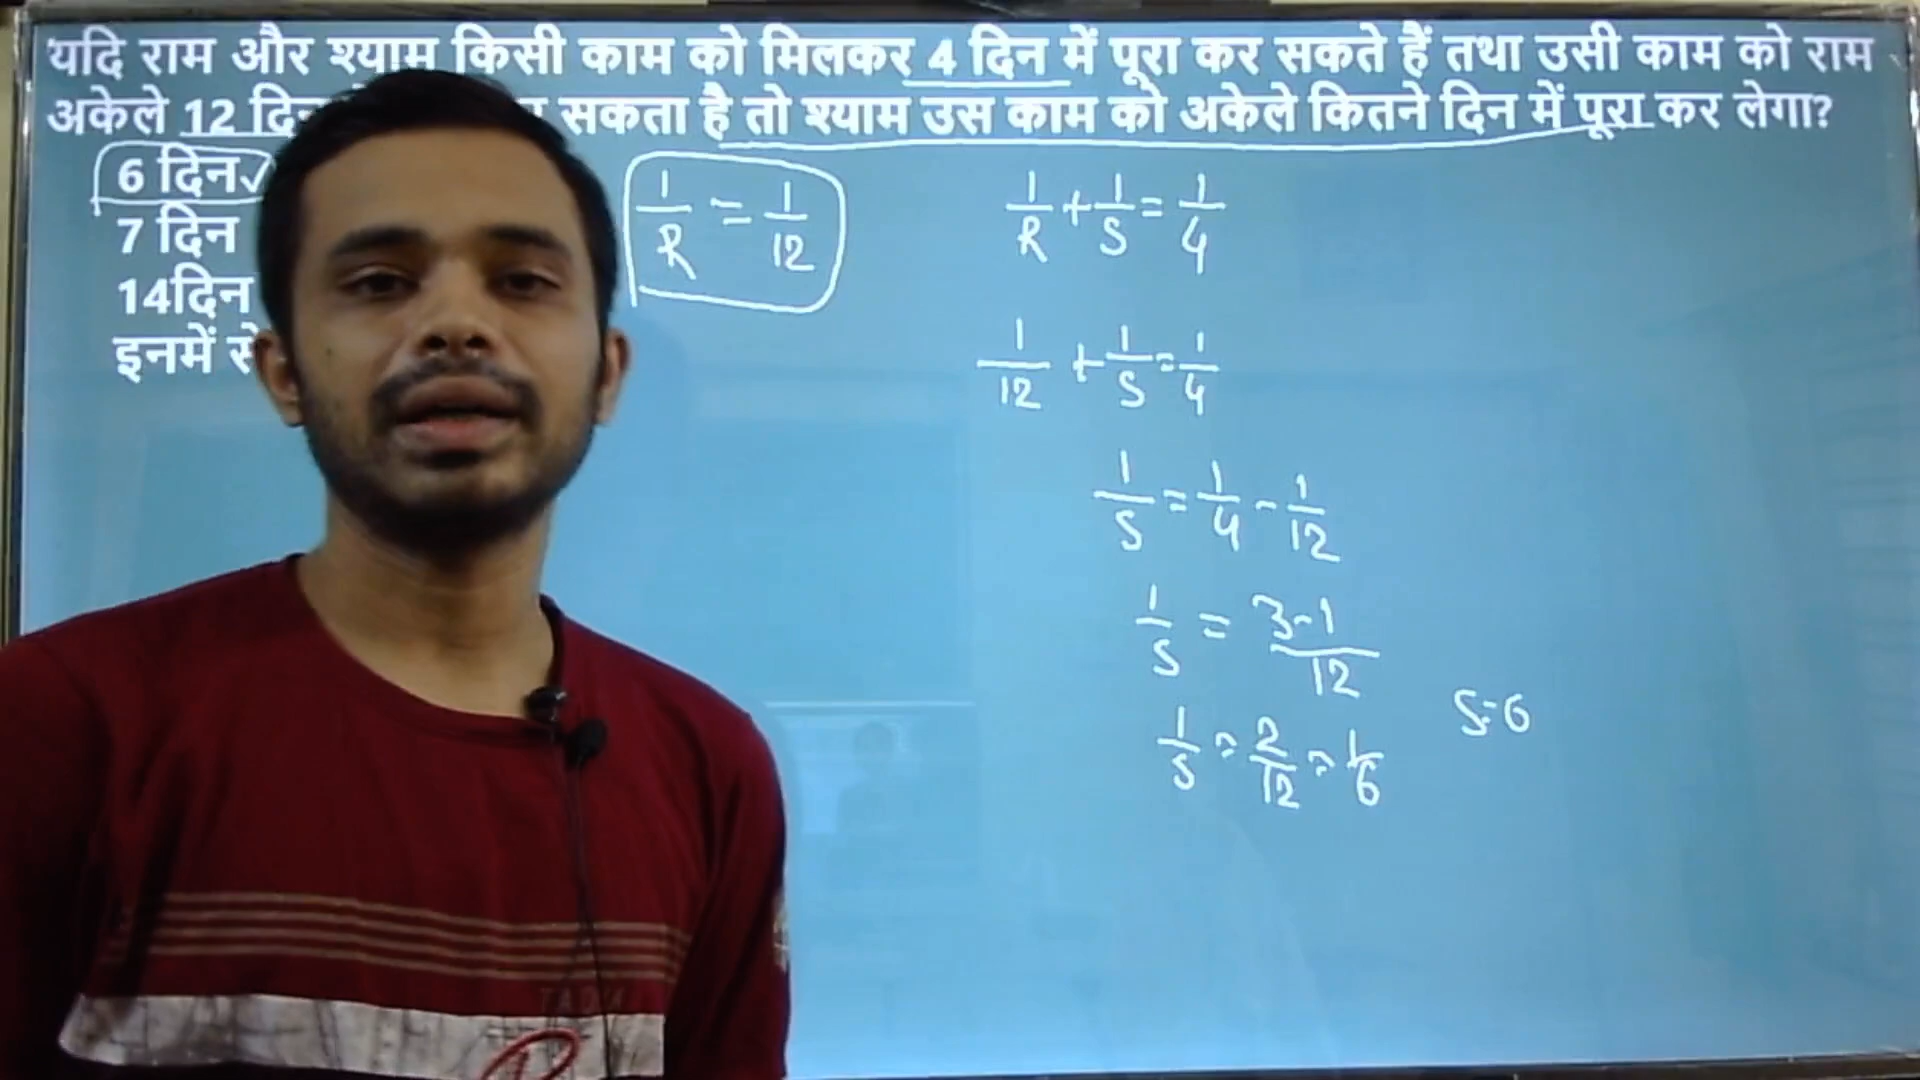 यदि राम और श्याम किसी काम को मिलकर 4 दिन में पूरा कर सकते हैं तथा उसी काम को राम
अकेले 12 सकता है तो श्याम उस काम को अकेले कितने दिन में पूरा कर लेगा?
6 दिन✓
7 दिन
14दिन
इनमें से
1/R = 1/12
1/R + 1/S = 1/4
1/12 + 1/S = 1/4
1/S = 1/4 - 1/12
1/S = 3-1/12
1/S = 2/12 = 1/6
S=6